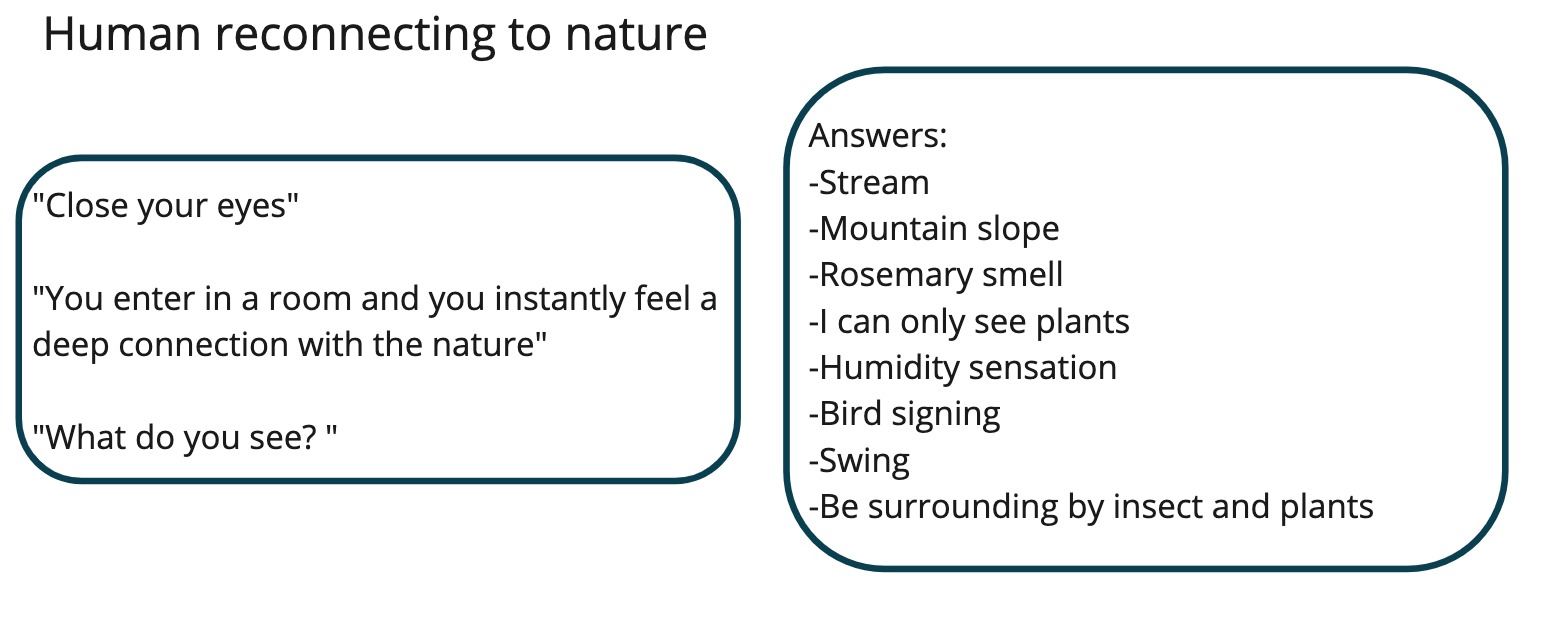 Human reconnecting to nature
"Close your eyes"
"You enter in a room and you instantly feel a
deep connection with the nature"
"What do you see? "
Answers:
-Stream
-Mountain slope
-Rosemary smell
-I can only see plants
-Humidity sensation
-Bird signing
-Swing
-Be surrounding by insect and plants